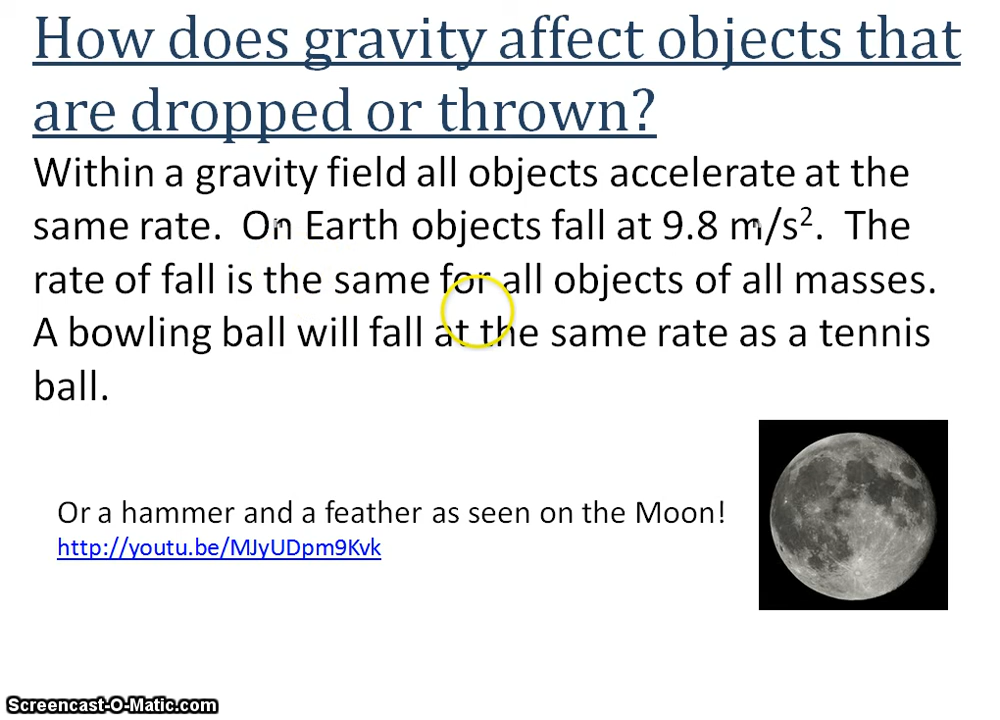 How does gravity affect objects that
are dropped or thrown?
Within a gravity field all objects accelerate at the
same rate.  On Earth objects fall at 9.8 m/s².  The
rate of fall is the same for all objects of all masses.
A bowling ball will fall at the same rate as a tennis
ball.
Or a hammer and a feather as seen on the Moon!
http://youtu.be/MJyUDpm9Kvk
Screencast-O-Matic.com